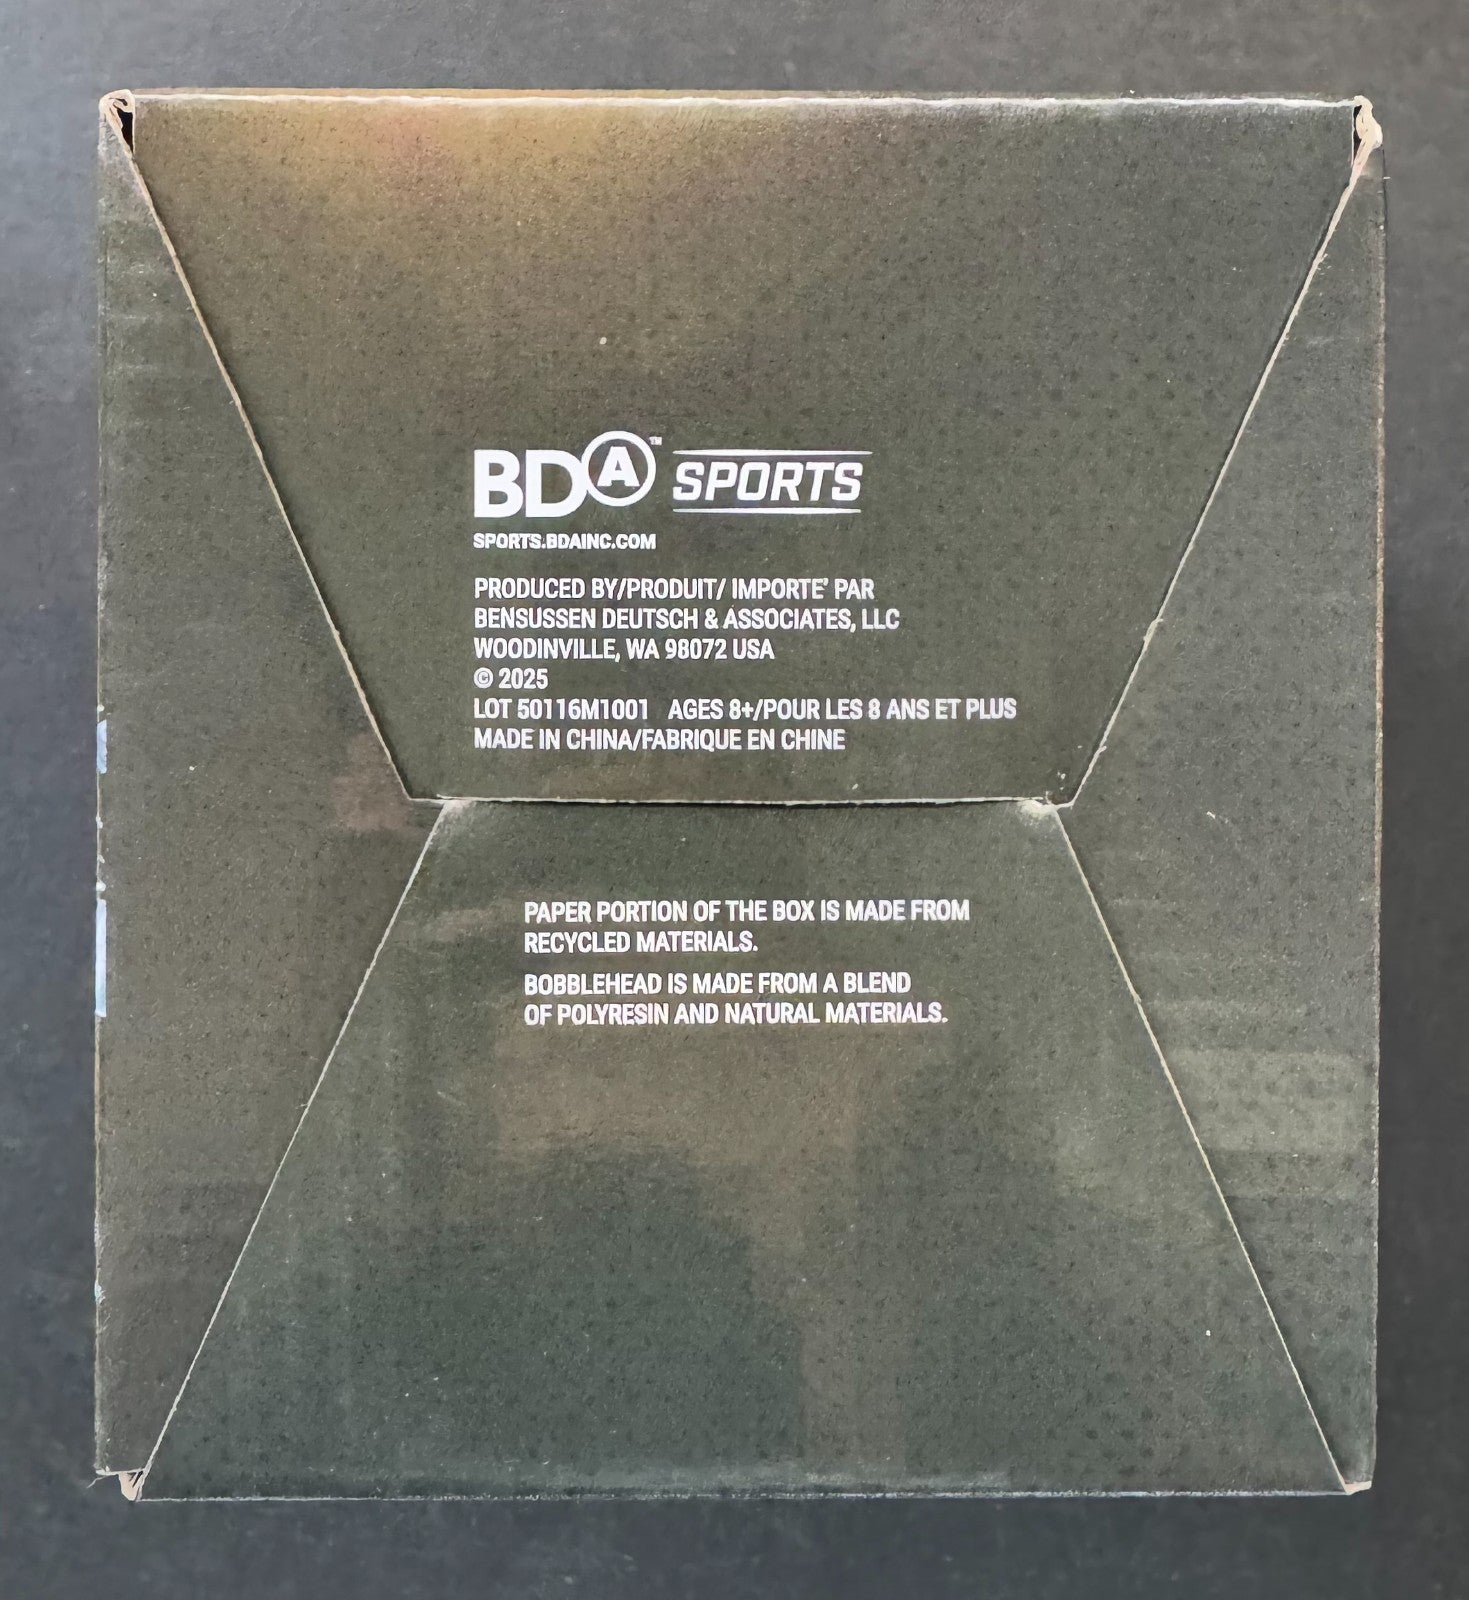 BDA™ SPORTS
SPORTS.BDAINC.COM
PRODUCED BY/PRODUIT/ IMPORTE' PAR
BENSUSSEN DEUTSCH & ASSOCIATES, LLC
WOODINVILLE, WA 98072 USA
© 2025
LOT 50116M1001 AGES 8+/POUR LES 8 ANS ET PLUS
MADE IN CHINA/FABRIQUE EN CHINE
PAPER PORTION OF THE BOX IS MADE FROM
RECYCLED MATERIALS.
BOBBLEHEAD IS MADE FROM A BLEND
OF POLYRESIN AND NATURAL MATERIALS.